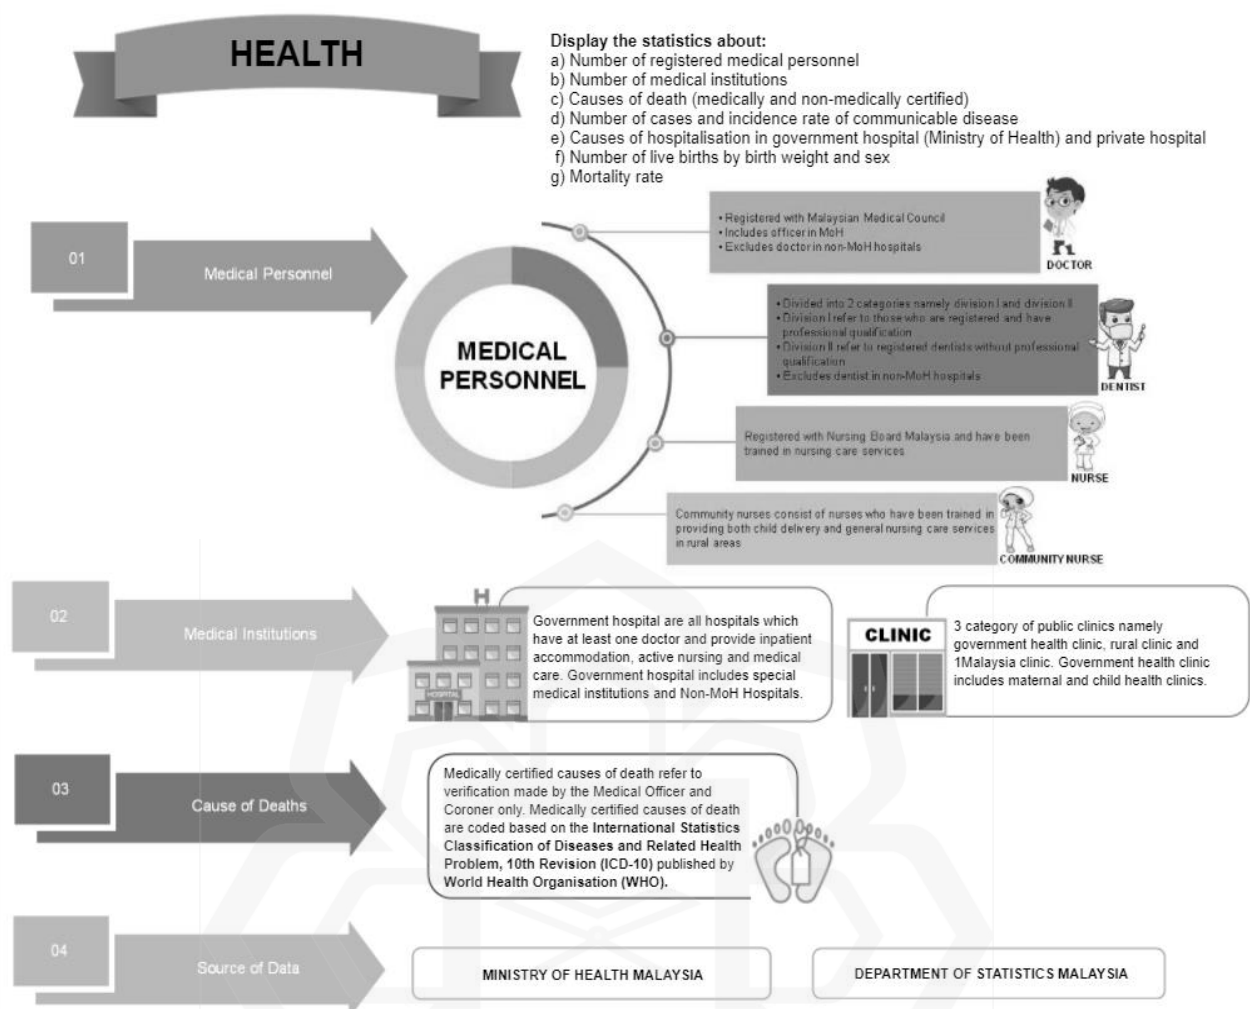 HEALTH
Display the statistics about:
a) Number of registered medical personnel
b) Number of medical institutions
c) Causes of death (medically and non-medically certified)
d) Number of cases and incidence rate of communicable disease
e) Causes of hospitalisation in government hospital (Ministry of Health) and private hospital
f) Number of live births by birth weight and sex
g) Mortality rate
01
Medical Personnel
MEDICAL
PERSONNEL
• Registered with Malaysian Medical Council
• Includes officer in MoH
• Excludes doctor in non-MoH hospitals
DOCTOR
• Divided into 2 categories namely division I and division II
• Division I refer to those who are registered and have
professional qualification
• Division II refer to registered dentists without professional
qualification
• Excludes dentist in non-MoH hospitals
DENTIST
Registered with Nursing Board Malaysia and have been
trained in nursing care services
NURSE
Community nurses consist of nurses who have been trained in
providing both child delivery and general nursing care services
in rural areas
COMMUNITY NURSE
02
Medical Institutions
H
HOSPITAL
Government hospital are all hospitals which
have at least one doctor and provide inpatient
accommodation, active nursing and medical
care. Government hospital includes special
medical institutions and Non-MoH Hospitals.
CLINIC
3 category of public clinics namely
government health clinic, rural clinic and
1Malaysia clinic. Government health clinic
includes maternal and child health clinics.
03
Cause of Deaths
Medically certified causes of death refer to
verification made by the Medical Officer and
Coroner only. Medically certified causes of death
are coded based on the International Statistics
Classification of Diseases and Related Health
Problem, 10th Revision (ICD-10) published by
World Health Organisation (WHO).
04
Source of Data
MINISTRY OF HEALTH MALAYSIA
DEPARTMENT OF STATISTICS MALAYSIA